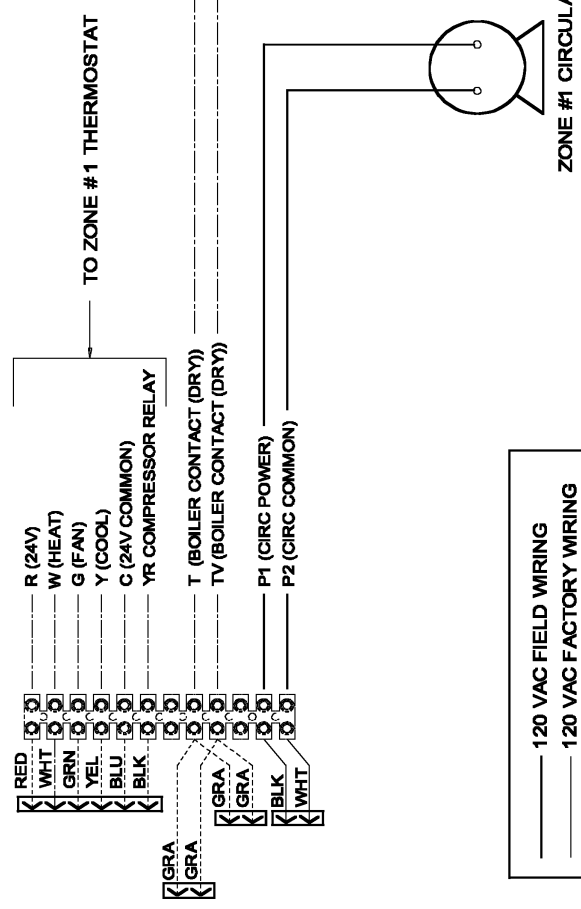 TO ZONE #1 THERMOSTAT
R (24V)
W (HEAT)
G (FAN)
Y (COOL)
C (24V COMMON)
YR COMPRESSOR RELAY
T (BOILER CONTACT (DRY))
TV (BOILER CONTACT (DRY))
P1 (CIRC POWER)
P2 (CIRC COMMON)
RED
WHT
GRN
YEL
BLU
BLK
GRA
GRA
GRA
GRA
BLK
WHT
ZONE #1 CIRCULA
120 VAC FIELD WIRING
120 VAC FACTORY WIRING